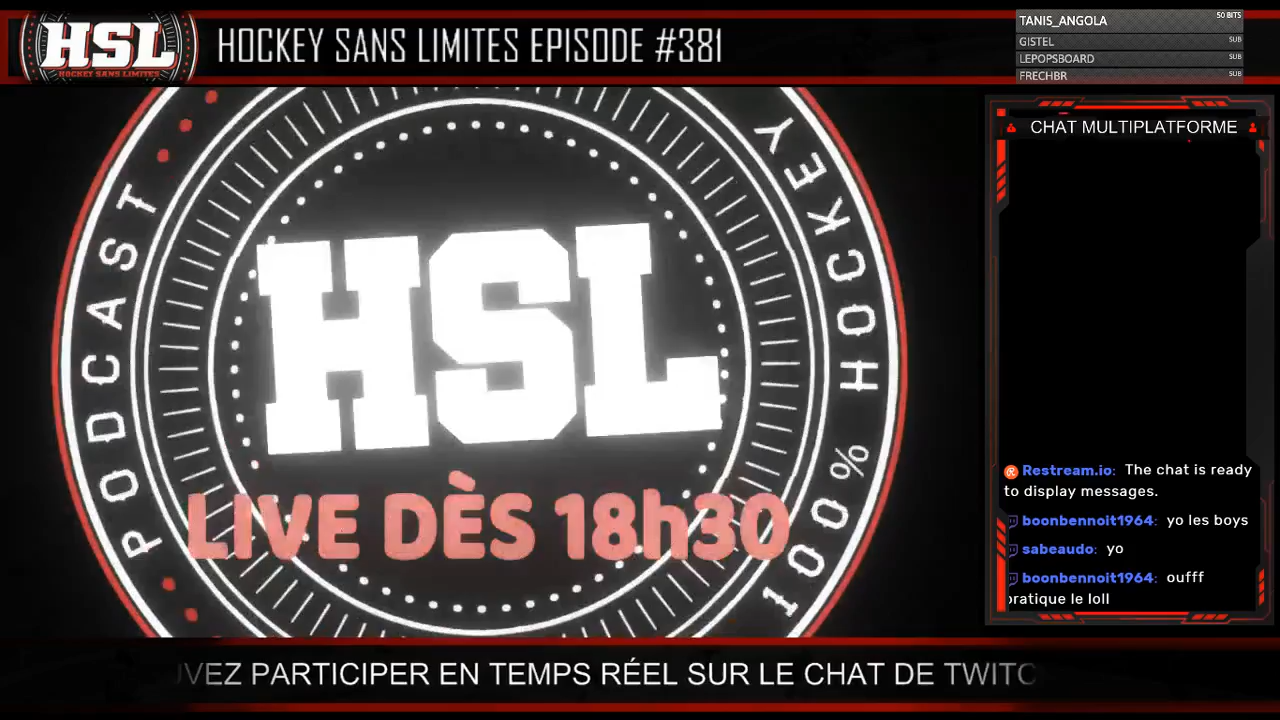 HSL
HOCKEY SANS LIMITES
HOCKEY SANS LIMITES EPISODE #381
TANIS_ANGOLA 50 BITS
GISTEL SUB
LEPOPSBOARD SUB
FRECHBR SUB
PODCAST
100% HOCKEY
HSL
LIVE DÈS 18h30
CHAT MULTIPLATFORME
Restream.io: The chat is ready
to display messages.
boonbennoit1964: yo les boys
sabeaudo: yo
boonbennoit1964: oufff
pratique le loll
VEZ PARTICIPER EN TEMPS RÉEL SUR LE CHAT DE TWITC